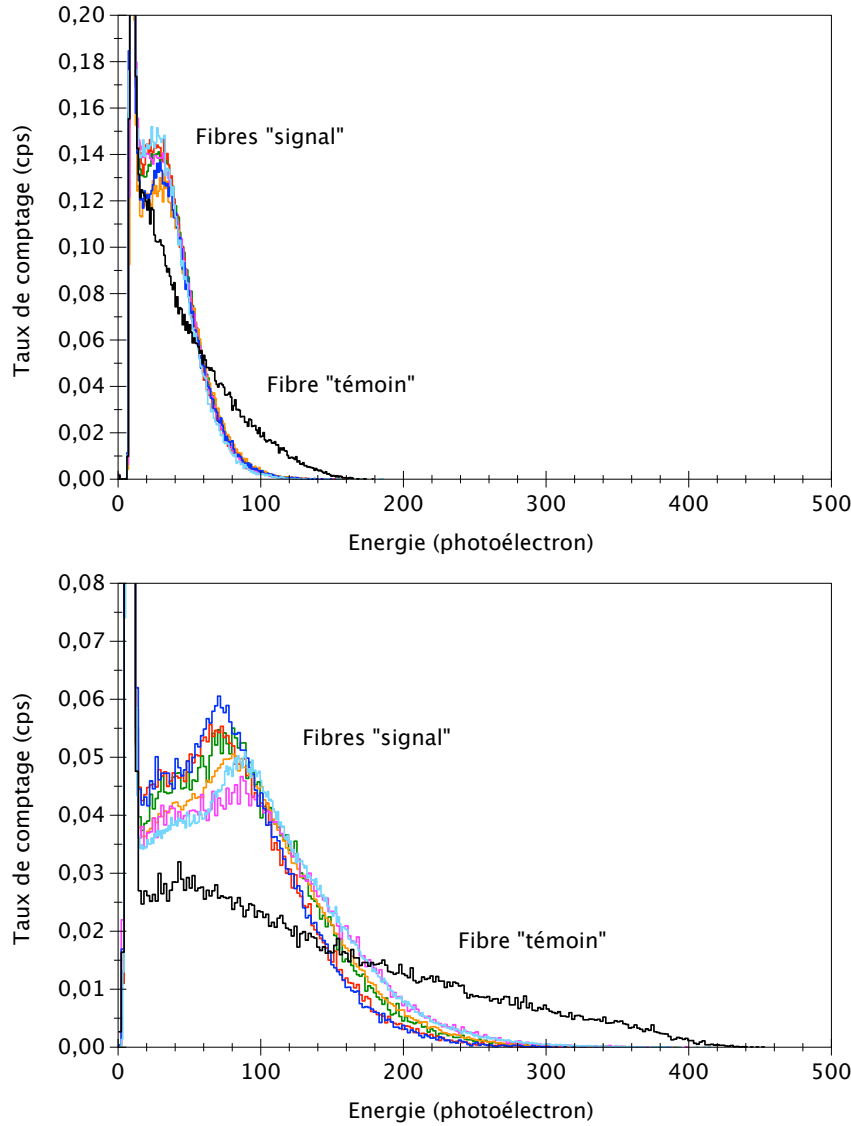 0,20
0,18
0,16
0,14
0,12
0,10
0,08
0,06
0,04
0,02
0,00
Taux de comptage (cps)
Fibres "signal"
Fibre "témoin"
0 100 200 300 400 500
Energie (photoélectron)
0,08
0,07
0,06
0,05
0,04
0,03
0,02
0,01
0,00
Taux de comptage (cps)
Fibres "signal"
Fibre "témoin"
0 100 200 300 400 500
Energie (photoélectron)